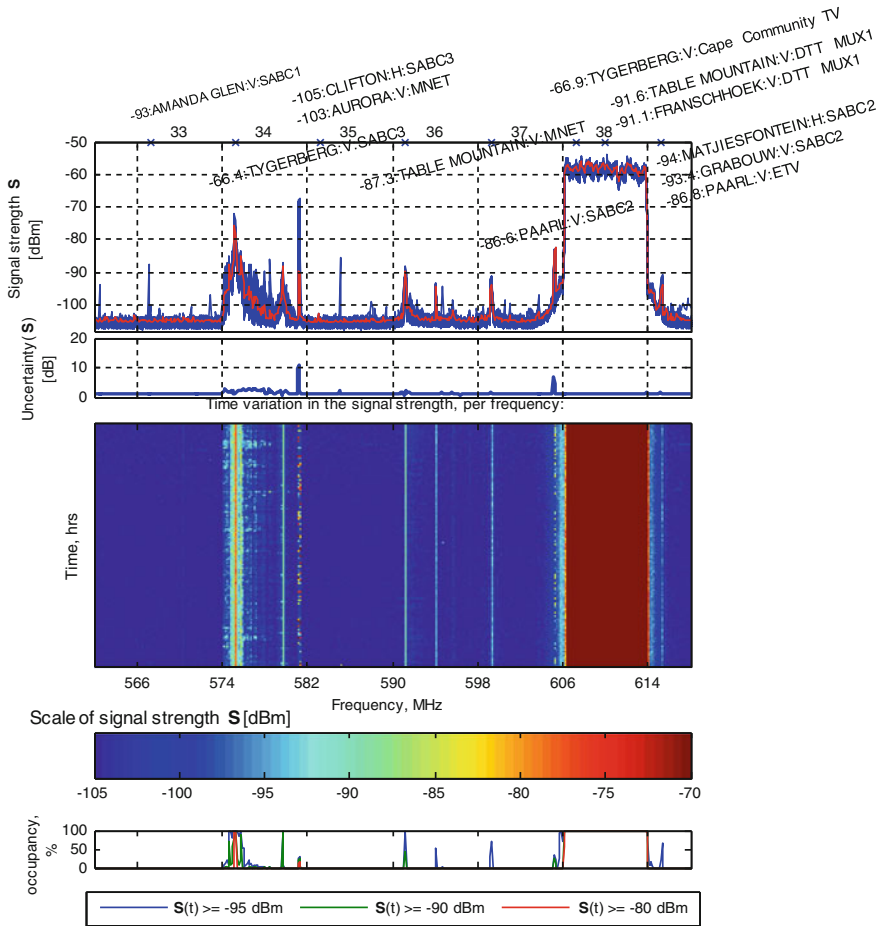 -66.9:TYGERBERG:V:Cape Community TV
-105:CLIFTON:H:SABC3
-91.6:TABLE MOUNTAIN:V:DTT MUX1
-93:AMANDA GLEN:V:SABC1
-103:AURORA:V:MNET
-91.1:FRANSCHHOEK:V:DTT MUX1
33 34 35 36 37 38
-66.4:TYGERBERG:V:SABC3
-87.3:TABLE MOUNTAIN:V:MNET
-94:MATJIESFONTEIN:H:SABC2
-93.4:GRABOUW:V:SABC2
-86.8:PAARL:V:ETV
-86.6:PAARL:V:SABC2
Signal strength S
[dBm]
-50
-60
-70
-80
-90
-100
Uncertainty(S)
[dB]
20
10
0
Time variation in the signal strength, per frequency:
Time, hrs
566 574 582 590 598 606 614
Frequency, MHz
Scale of signal strength S [dBm]
-105 -100 -95 -90 -85 -80 -75 -70
occupancy,
%
100
50
0
S(t) >= -95 dBm S(t) >= -90 dBm S(t) >= -80 dBm